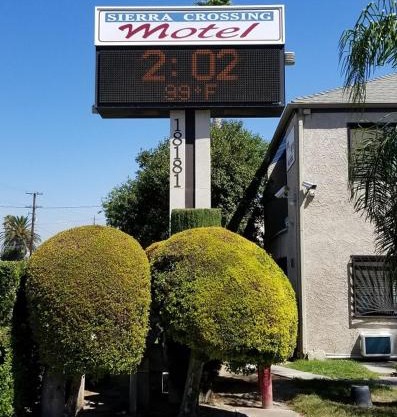 SIERRA CROSSING
Motel
2:02
99°F
18181